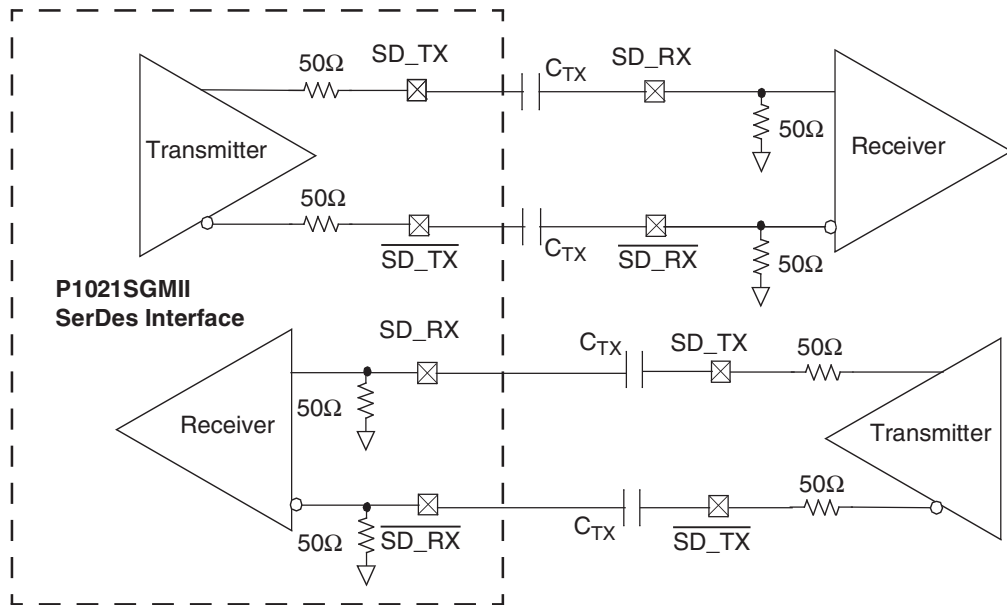 50Ω
SD_TX
C_TX
SD_RX
50Ω
Transmitter
Receiver
50Ω
SD_TX
C_TX
SD_RX
50Ω
P1021SGMII
SerDes Interface
SD_RX
C_TX
SD_TX
50Ω
50Ω
Receiver
Transmitter
50Ω
SD_RX
C_TX
SD_TX
50Ω